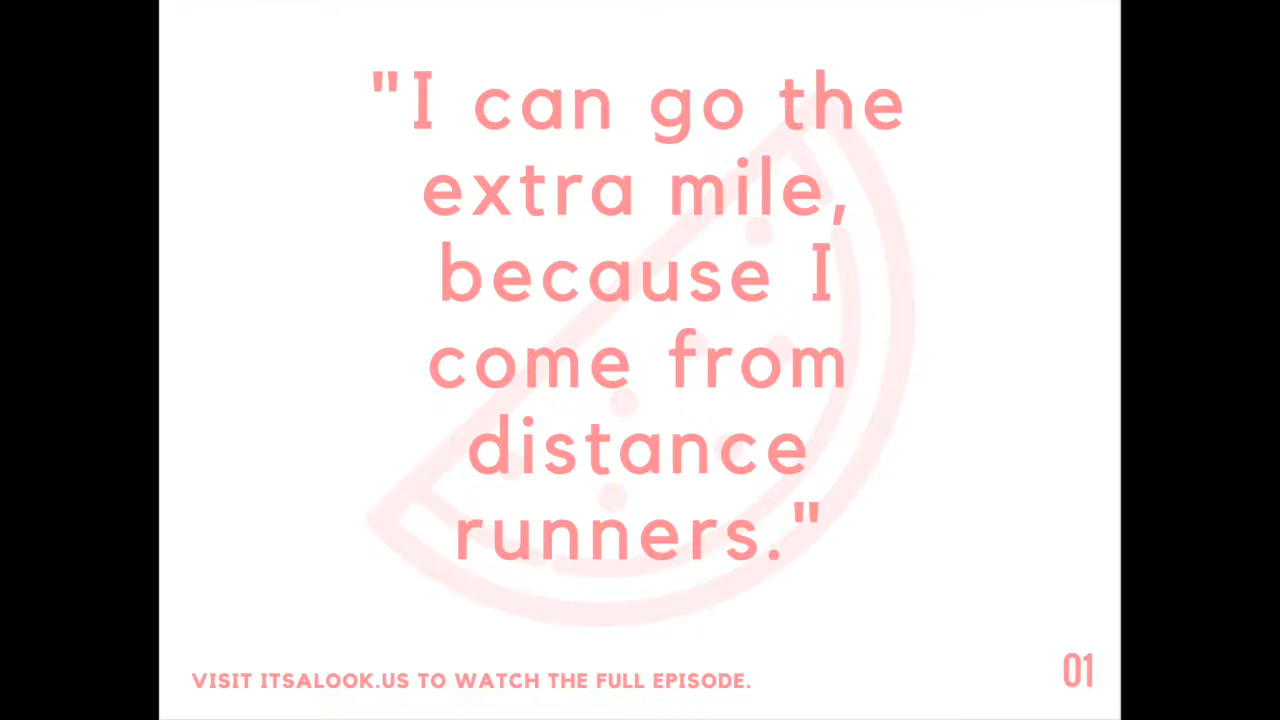 "I can go the
extra mile,
because I
come from
distance
runners."
VISIT ITSALOOK.US TO WATCH THE FULL EPISODE.
01